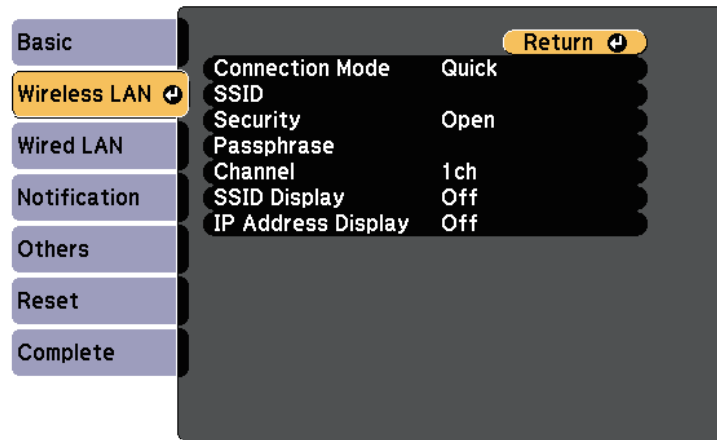 Basic
Wireless LAN
Wired LAN
Notification
Others
Reset
Complete
Return
Connection Mode Quick
SSID
Security Open
Passphrase
Channel 1ch
SSID Display Off
IP Address Display Off